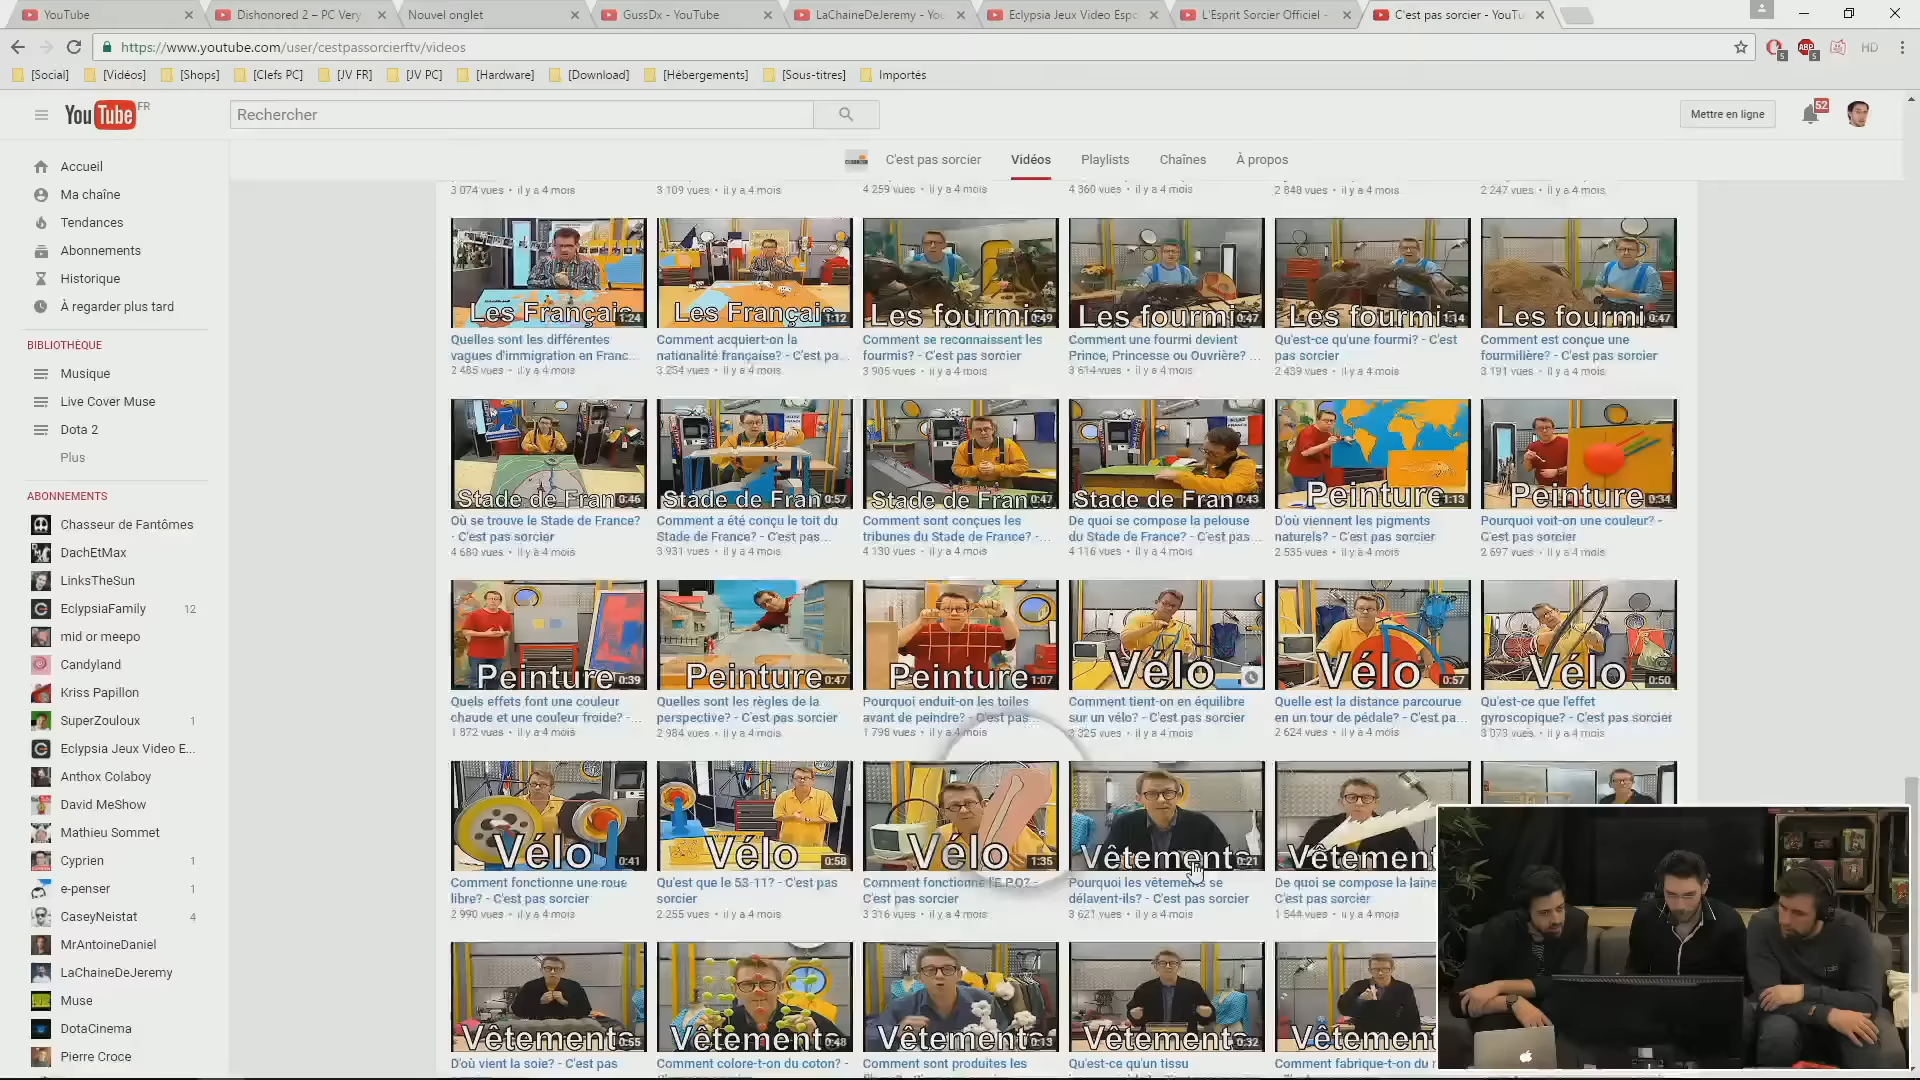 YouTube
Dishonored 2 – PC Very
Nouvel onglet
GussDx - YouTube
LaChaineDeJeremy - You
Eclypsia Jeux Video Espo
L'Esprit Sorcier Officiel -
C'est pas sorcier - YouTu
https://www.youtube.com/user/cestpassorcierftv/videos
5
ABP
5
HD
[Social]
[Vidéos]
[Shops]
[Clefs PC]
[JV FR]
[JV PC]
[Hardware]
[Download]
[Hébergements]
[Sous-titres]
Importés
YouTube FR
Rechercher
Mettre en ligne
52
C'est pas sorcier
Vidéos
Playlists
Chaînes
À propos
Accueil
Ma chaîne
Tendances
Abonnements
Historique
À regarder plus tard
BIBLIOTHÈQUE
Musique
Live Cover Muse
Dota 2
Plus
ABONNEMENTS
Chasseur de Fantômes
DachEtMax
LinksTheSun
EclypsiaFamily 12
mid or meepo
Candyland
Kriss Papillon
SuperZouloux 1
Eclypsia Jeux Video E...
Anthox Colaboy
David MeShow
Mathieu Sommet
Cyprien 1
e-penser 1
CaseyNeistat 4
MrAntoineDaniel
LaChaineDeJeremy
Muse
DotaCinema
Pierre Croce
3 074 vues • il y a 4 mois
3 109 vues • il y a 4 mois
4 259 vues • il y a 4 mois
4 360 vues • il y a 4 mois
2 848 vues • il y a 4 mois
2 247 vues • il y a 4 mois
Les Français 1:24
Les Français 1:12
Les fourmi 0:49
Les fourmi 0:47
Les fourmi 1:14
Les fourmi 0:47
Quelles sont les différentes
vagues d'immigration en Franc...
2 485 vues • il y a 4 mois
Comment acquiert-on la
nationalité française? - C'est pa...
3 254 vues • il y a 4 mois
Comment se reconnaissent les
fourmis? - C'est pas sorcier
3 905 vues • il y a 4 mois
Comment une fourmi devient
Prince, Princesse ou Ouvrière? ...
3 614 vues • il y a 4 mois
Qu'est-ce qu'une fourmi? - C'est
pas sorcier
2 439 vues • il y a 4 mois
Comment est conçue une
fourmilière? - C'est pas sorcier
3 191 vues • il y a 4 mois
Stade de Fran 0:46
Stade de Fran 0:57
Stade de Fran 0:47
Stade de Fran 0:43
Peinture 1:13
Peinture 0:34
Où se trouve le Stade de France?
- C'est pas sorcier
4 680 vues • il y a 4 mois
Comment a été conçu le toit du
Stade de France? - C'est pas...
3 931 vues • il y a 4 mois
Comment sont conçues les
tribunes du Stade de France? -...
4 130 vues • il y a 4 mois
De quoi se compose la pelouse
du Stade de France? - C'est pas...
4 116 vues • il y a 4 mois
D'où viennent les pigments
naturels? - C'est pas sorcier
2 535 vues • il y a 4 mois
Pourquoi voit-on une couleur? -
C'est pas sorcier
2 697 vues • il y a 4 mois
Peinture 0:39
Peinture 0:47
Peinture 1:07
Vélo
Vélo 0:57
Vélo 0:50
Quels effets font une couleur
chaude et une couleur froide? -...
1 872 vues • il y a 4 mois
Quelles sont les règles de la
perspective? - C'est pas sorcier
2 984 vues • il y a 4 mois
Pourquoi enduit-on les toiles
avant de peindre? - C'est pas...
1 798 vues • il y a 4 mois
Comment tient-on en équilibre
sur un vélo? - C'est pas sorcier
3 325 vues • il y a 4 mois
Quelle est la distance parcourue
en un tour de pédale? - C'est pa...
2 624 vues • il y a 4 mois
Qu'est-ce que l'effet
gyroscopique? - C'est pas sorcier
3 073 vues • il y a 4 mois
Vélo 0:41
Vélo 0:58
Vélo 1:35
Vêtements 0:21
Vêtement
Comment fonctionne une roue
libre? - C'est pas sorcier
2 990 vues • il y a 4 mois
Qu'est que le 53-11? - C'est pas
sorcier
2 255 vues • il y a 4 mois
Comment fonctionne l'E.P.O? -
C'est pas sorcier
3 316 vues • il y a 4 mois
Pourquoi les vêtements se
délavent-ils? - C'est pas sorcier
3 621 vues • il y a 4 mois
De quoi se compose la laine
C'est pas sorcier
1 544 vues • il y a 4 mois
Vêtements 0:55
Vêtements 0:48
Vêtements 0:13
Vêtements 0:32
Vêtement
D'où vient la soie? - C'est pas
Comment colore-t-on du coton? -
Comment sont produites les
Qu'est-ce qu'un tissu
Comment fabrique-t-on du